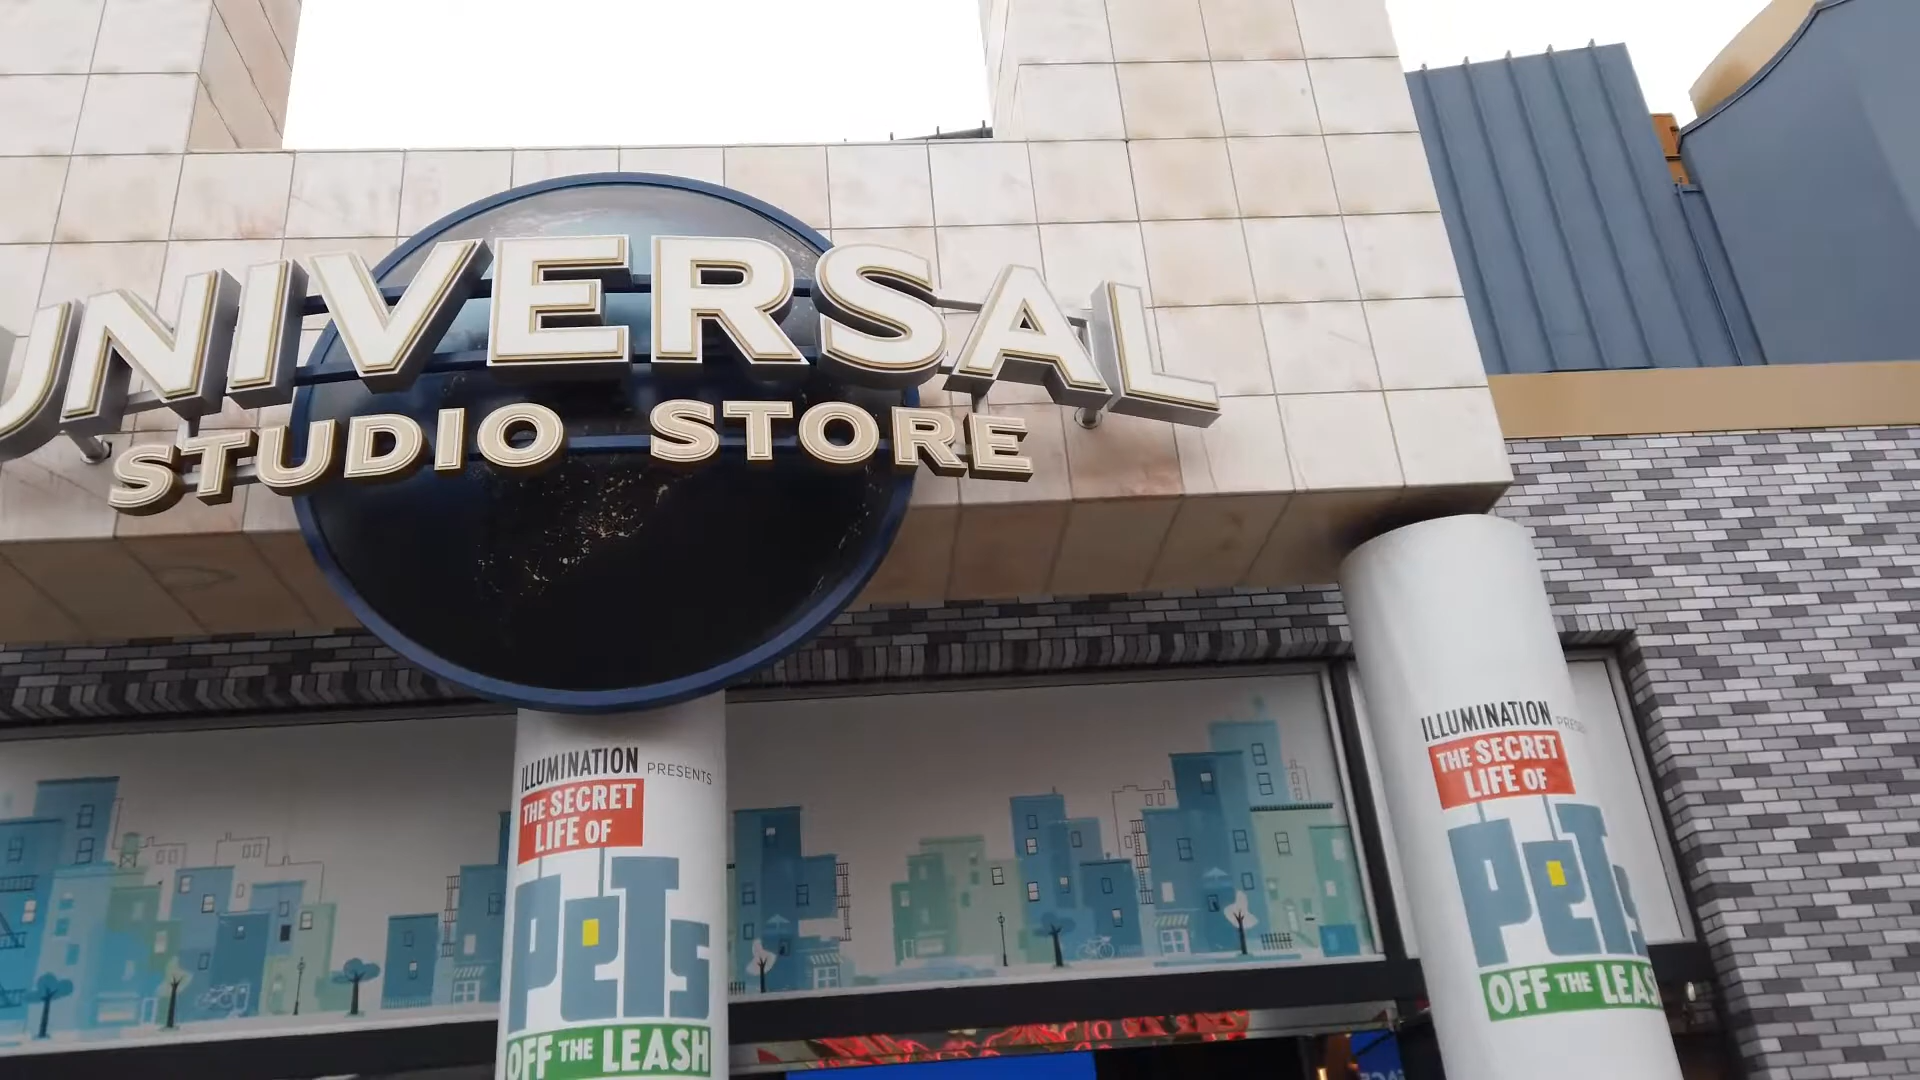 UNIVERSAL
STUDIO STORE
ILLUMINATION PRESENTS
THE SECRET
LIFE OF
PETS
OFF THE LEASH
ILLUMINATION
THE SECRET
LIFE OF
PETS
OFF THE LEASH